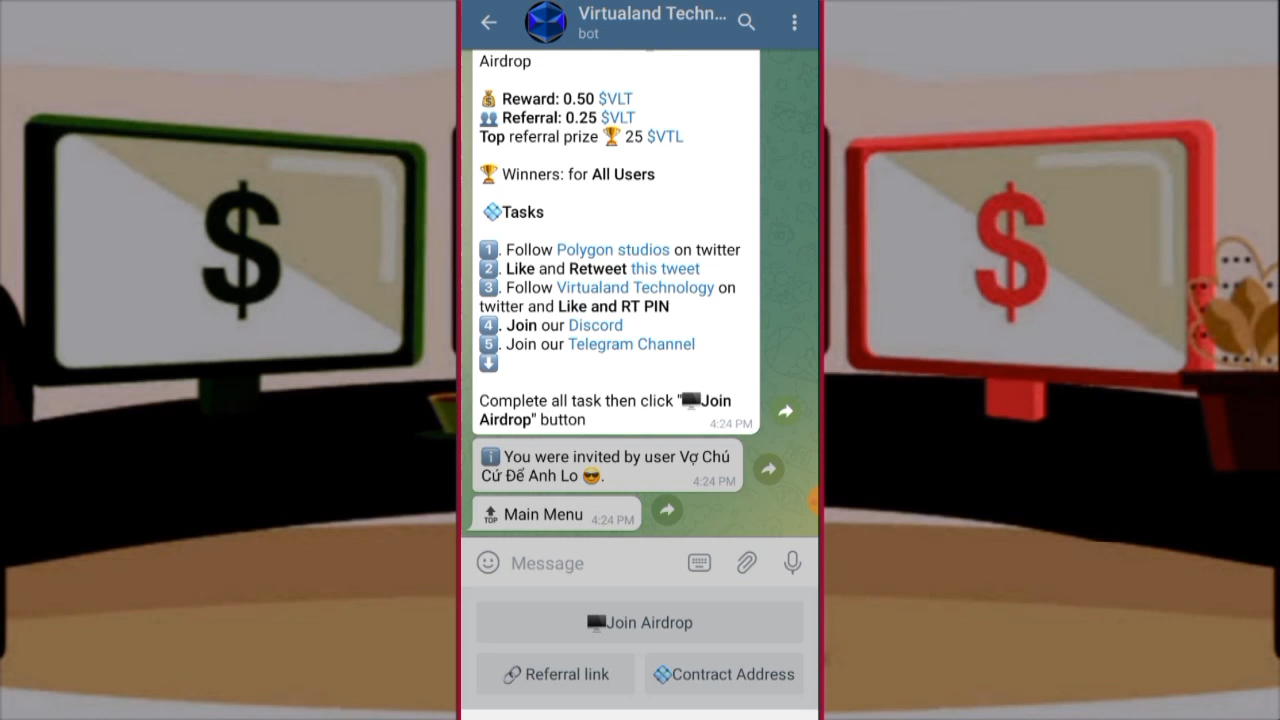 Virtualand Techn...
bot
Airdrop
💰 Reward: 0.50 $VLT
👥 Referral: 0.25 $VLT
Top referral prize 🏆 25 $VTL
🏆 Winners: for All Users
💠Tasks
1️⃣. Follow Polygon studios on twitter
2️⃣. Like and Retweet this tweet
3️⃣. Follow Virtualand Technology on
twitter and Like and RT PIN
4️⃣. Join our Discord
5️⃣. Join our Telegram Channel
⬇️
Complete all task then click "🖥Join
Airdrop" button
4:24 PM
ℹ️ You were invited by user Vợ Chú
Cứ Để Anh Lo 😎.
4:24 PM
🔝 Main Menu 4:24 PM
Message
🖥Join Airdrop
🔗 Referral link
💠Contract Address
$
$